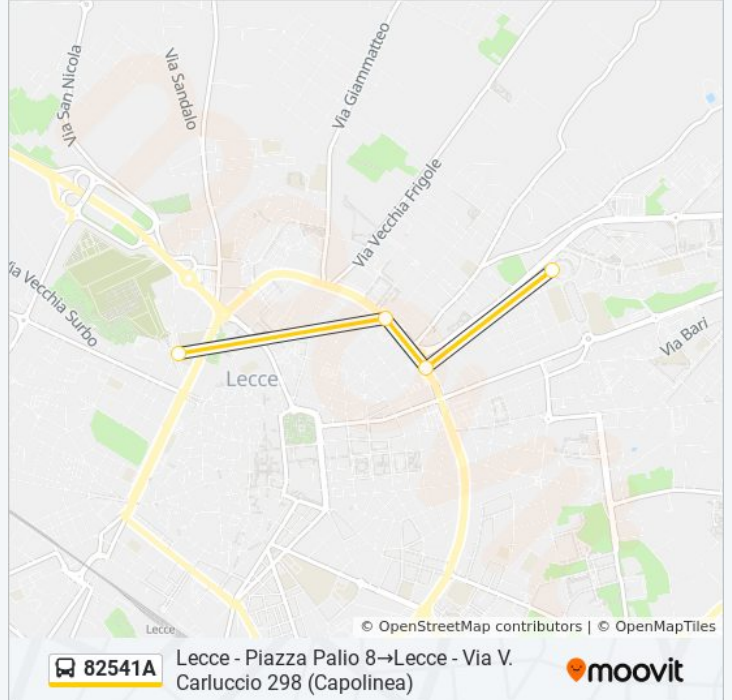 Via San Nicola
Via Sandalo
Via Giammatteo
Via Vecchia Frigole
ia Vecchia Surbo
Via Bari
Lecce
Lecce
© OpenStreetMap contributors | © OpenMapTiles
82541A
Lecce - Piazza Palio 8→Lecce - Via V.
Carluccio 298 (Capolinea)
moovit